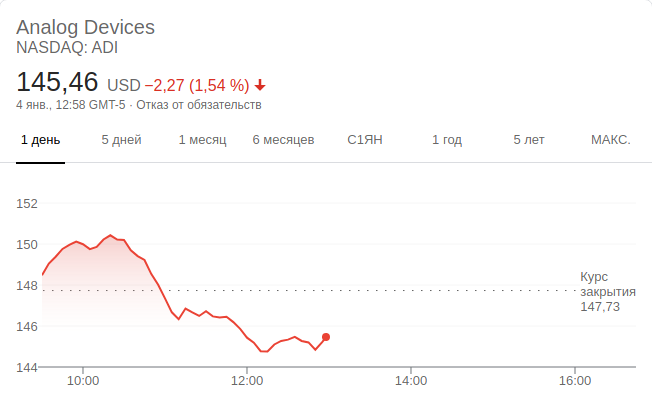 Analog Devices
NASDAQ: ADI
145,46 USD −2,27 (1,54 %)
4 янв., 12:58 GMT-5 · Отказ от обязательств
1 день 5 дней 1 месяц 6 месяцев С1ЯН 1 год 5 лет МАКС.
152
150
148
146
144
Курс
закрытия
147,73
10:00 12:00 14:00 16:00